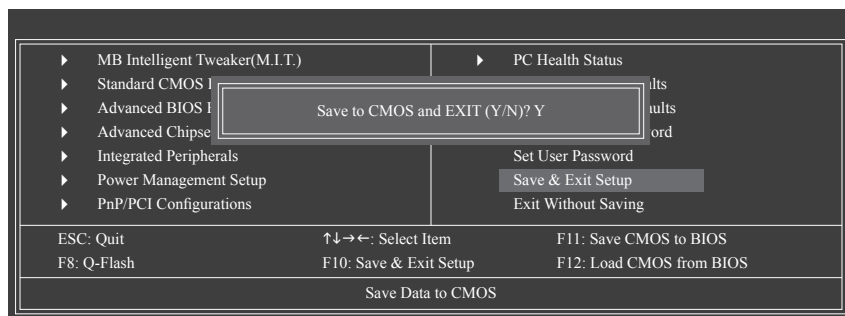 MB Intelligent Tweaker(M.I.T.)
Standard CMOS
Advanced BIOS
Advanced
Integrated Peripherals
Power Management Setup
PnP/PCI Configurations
PC Health Status
Set User Password
Save & Exit Setup
Exit Without Saving
Save to CMOS and EXIT (Y/N)? Y
ESC: Quit ↑↓→←: Select Item F11: Save CMOS to BIOS
F8: Q-Flash F10: Save & Exit Setup F12: Load CMOS from BIOS
Save Data to CMOS